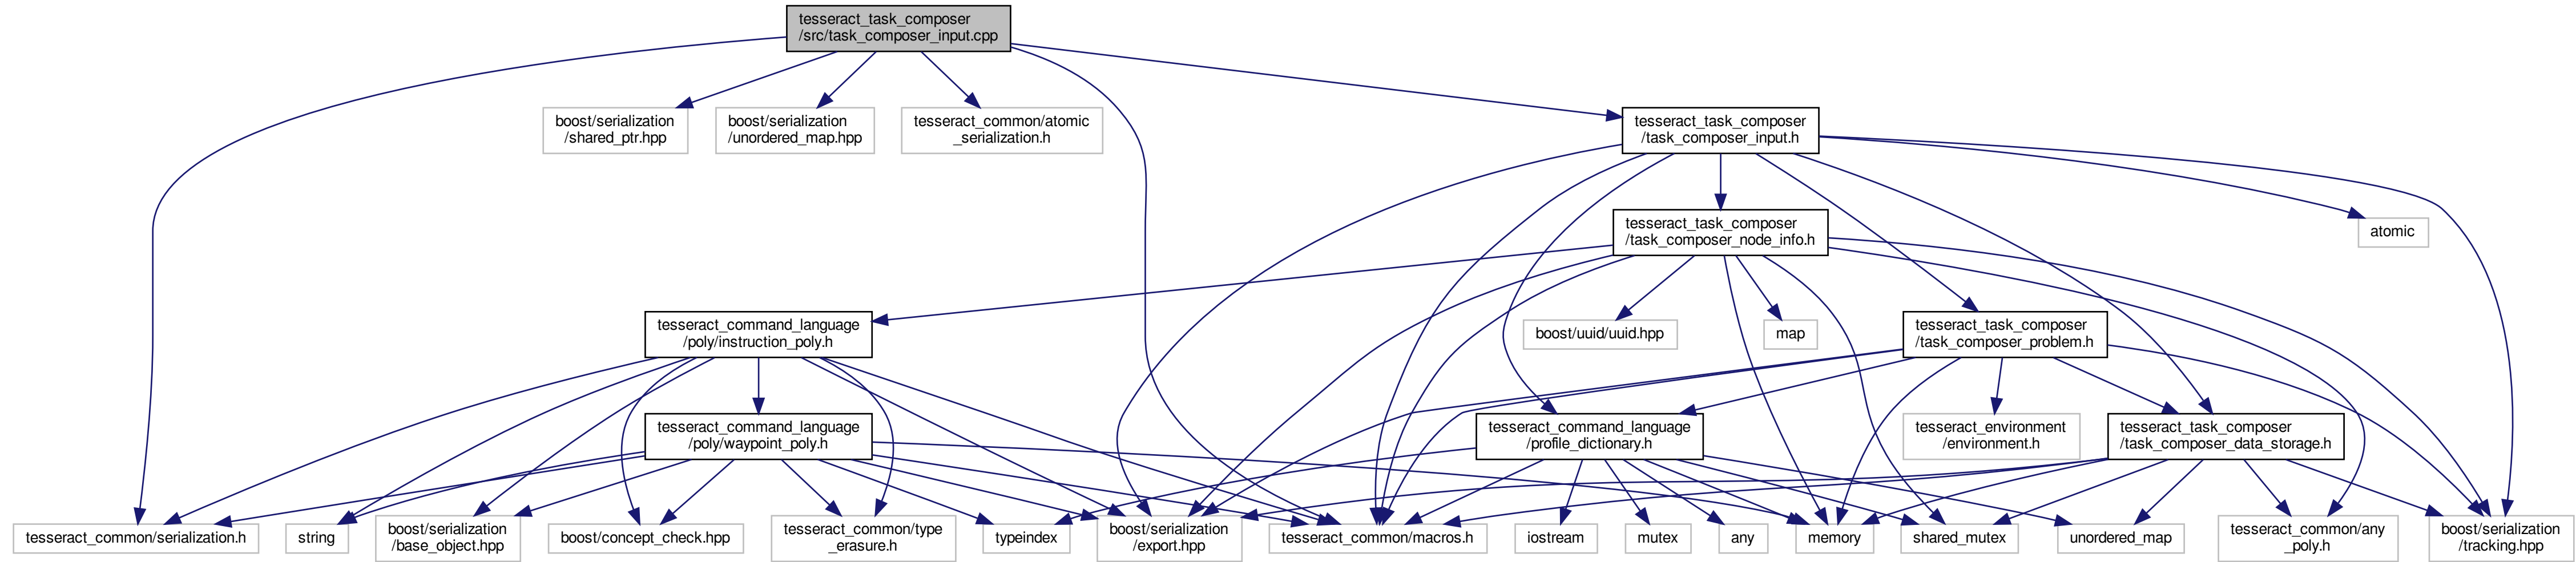 tesseract_task_composer
/src/task_composer_input.cpp
boost/serialization
/shared_ptr.hpp
boost/serialization
/unordered_map.hpp
tesseract_common/atomic
_serialization.h
tesseract_task_composer
/task_composer_input.h
tesseract_task_composer
/task_composer_node_info.h
atomic
tesseract_command_language
/poly/instruction_poly.h
boost/uuid/uuid.hpp
map
tesseract_task_composer
/task_composer_problem.h
tesseract_command_language
/poly/waypoint_poly.h
tesseract_command_language
/profile_dictionary.h
tesseract_environment
/environment.h
tesseract_task_composer
/task_composer_data_storage.h
tesseract_common/serialization.h
string
boost/serialization
/base_object.hpp
boost/concept_check.hpp
tesseract_common/type
_erasure.h
typeindex
boost/serialization
/export.hpp
tesseract_common/macros.h
iostream
mutex
any
memory
shared_mutex
unordered_map
tesseract_common/any
_poly.h
boost/serialization
/tracking.hpp